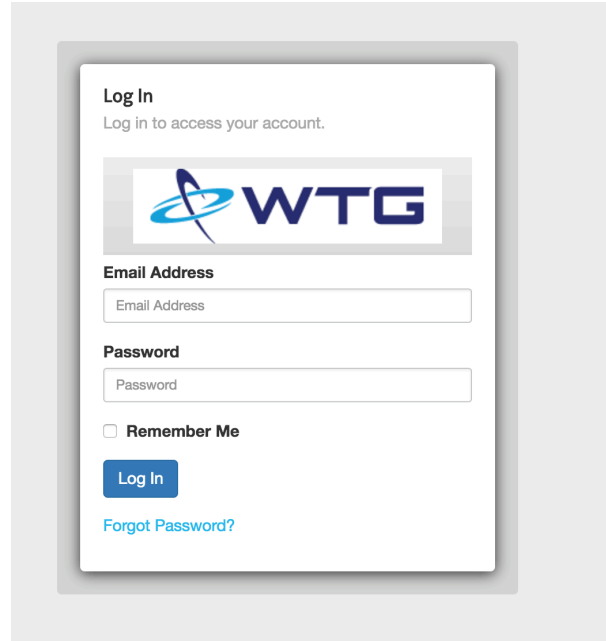 Log In
Log in to access your account.
WTG
Email Address
Email Address
Password
Password
Remember Me
Log In
Forgot Password?